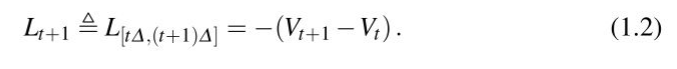 L_{t+1} ≜ L_{[tΔ,(t+1)Δ]} = −(V_{t+1} − V_t) . (1.2)